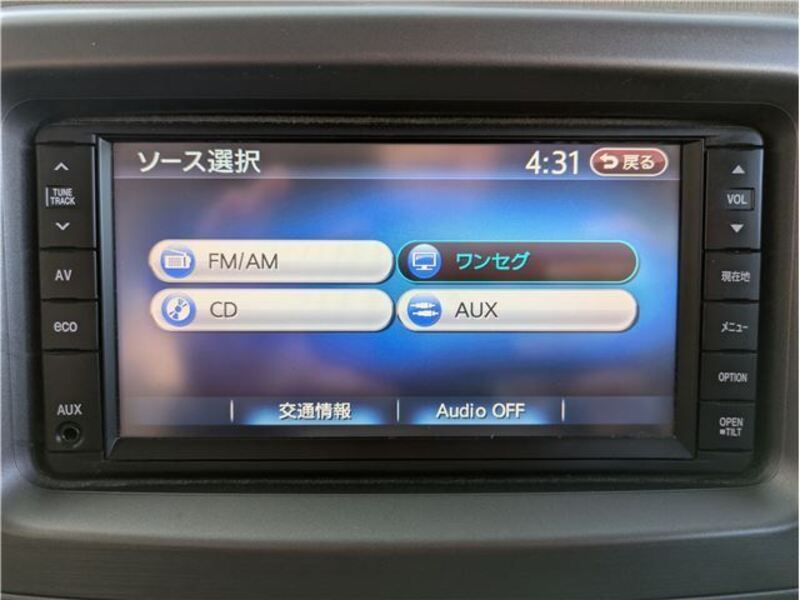 ソース選択
4:31
戻る
FM/AM
ワンセグ
CD
AUX
交通情報
Audio OFF
TUNE
TRACK
AV
eco
AUX
VOL
現在地
メニュー
OPTION
OPEN
TILT